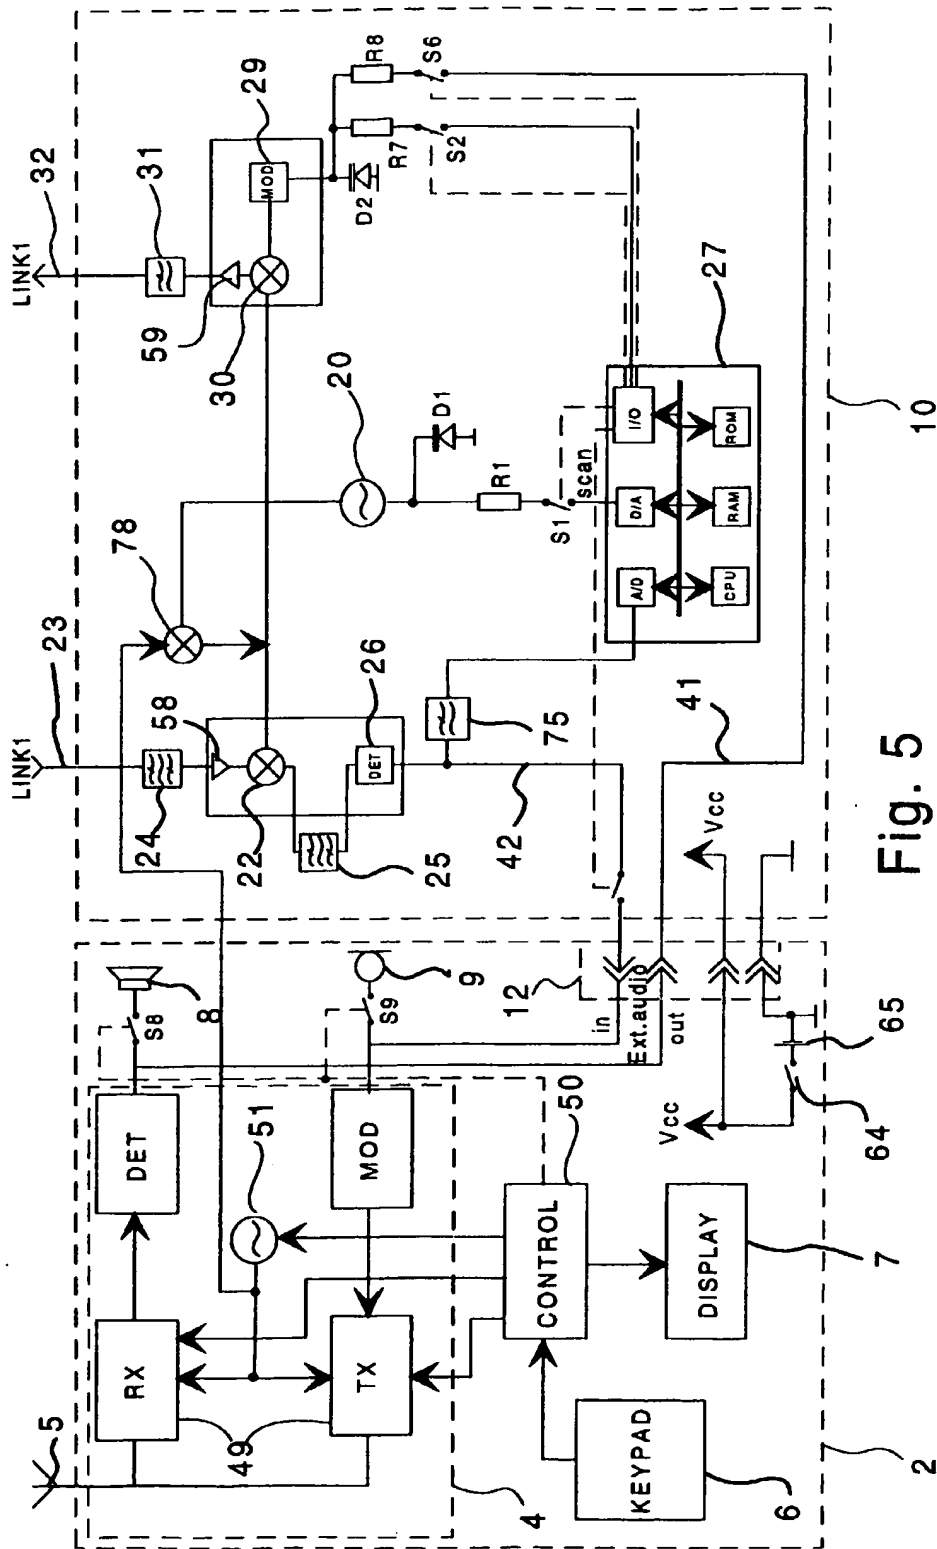 LINK1
23
LINK1
32
31
29
24
58
78
59
30
MOD
22
25
26
DET
20
D1
D2
R7
R8
S2
S6
R1
S1
scan
75
42
41
27
A/D
D/A
I/O
CPU
RAM
ROM
Vcc
10
5
RX
DET
S8
8
51
49
TX
MOD
S9
9
4
12
in
Ext.audio
out
CONTROL
50
KEYPAD
6
DISPLAY
7
Vcc
64
65
2
Fig. 5